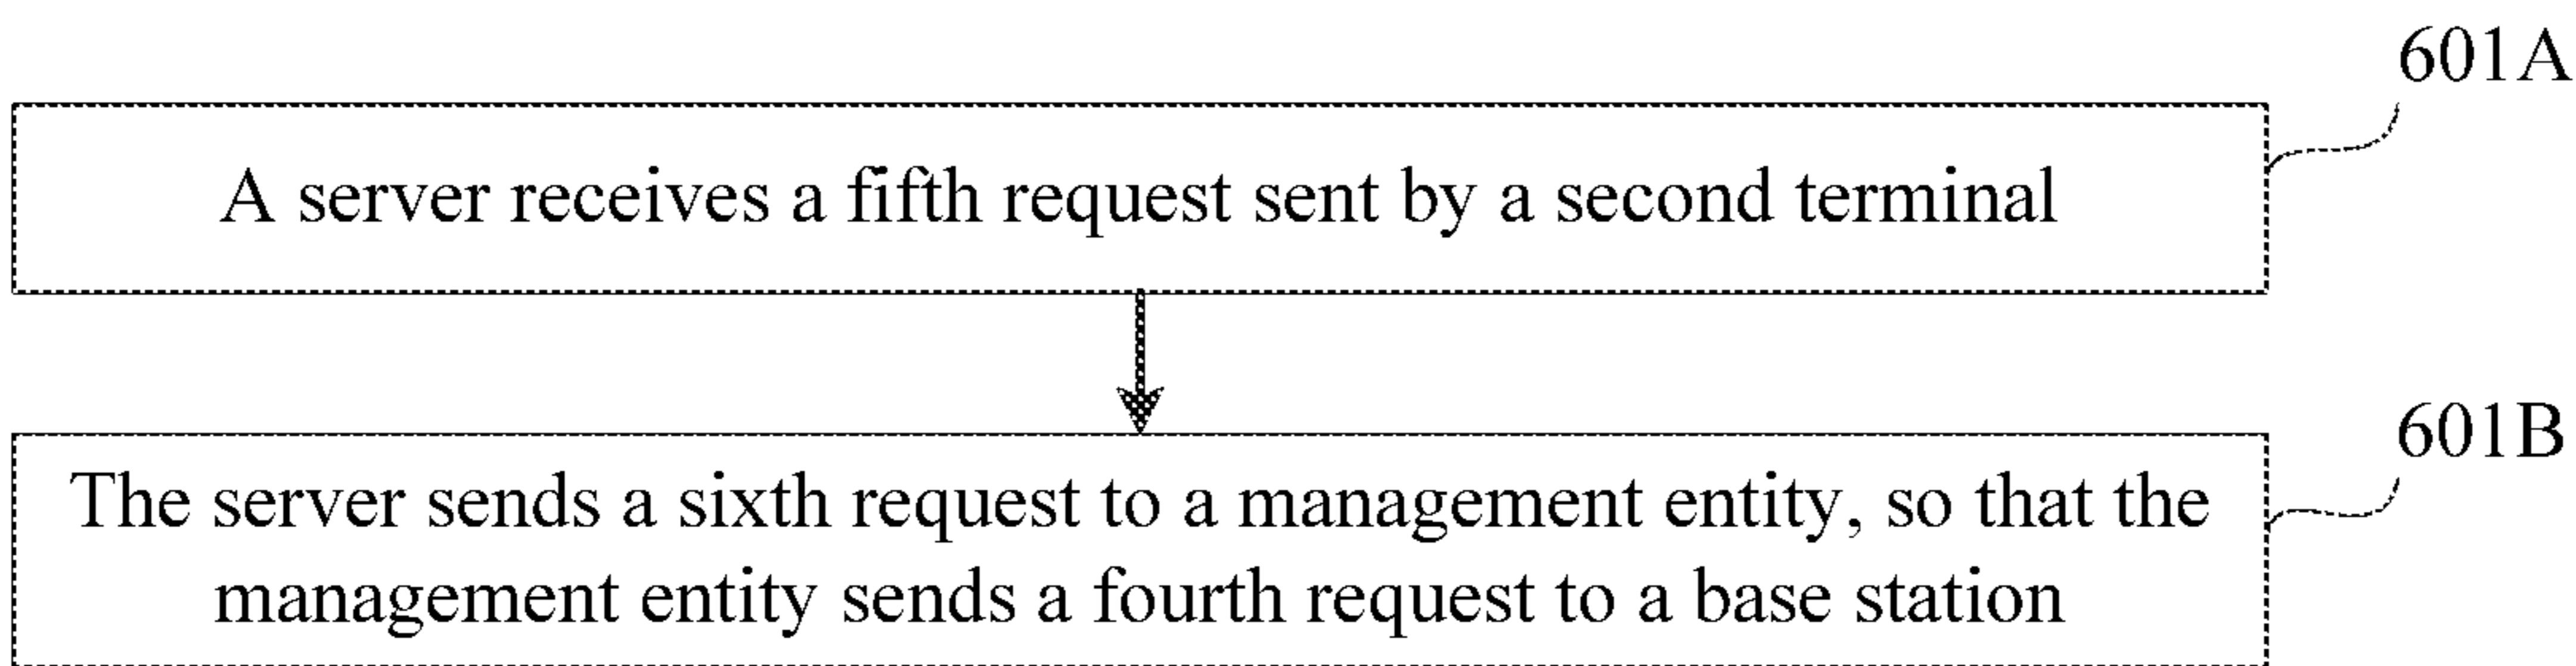 601A
A server receives a fifth request sent by a second terminal
601B
The server sends a sixth request to a management entity, so that the
management entity sends a fourth request to a base station